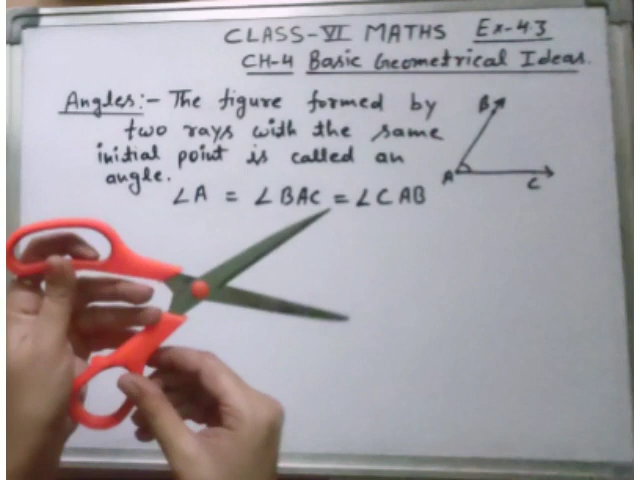 CLASS-VI MATHS Ex-4.3
CH-4 Basic Geometrical Ideas.
Angles:- The figure formed by
two rays with the same
initial point is called an
angle.
∠A = ∠BAC = ∠CAB
B
A
C